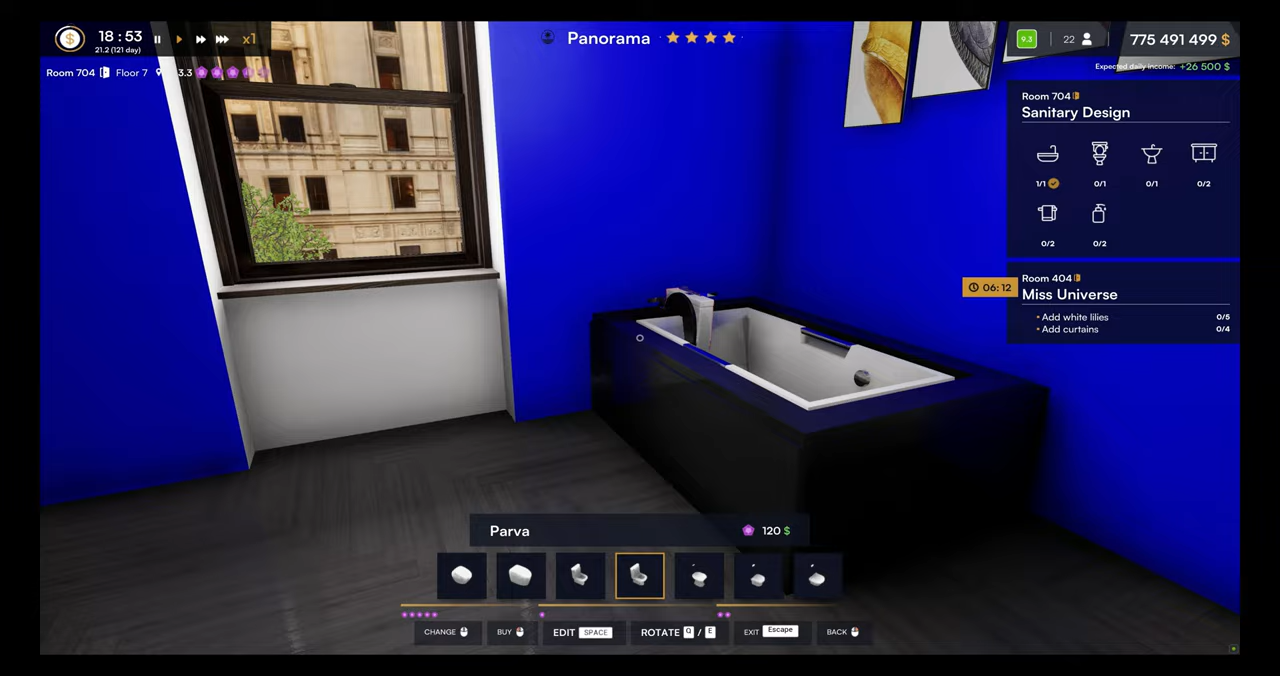 18 : 53
21.2 (121 day)
x1
Panorama
9.3
22
775 491 499 $
Expected daily income: +26 500 $
Room 704
Floor 7
3.3
Room 704
Sanitary Design
1/1
0/1
0/1
0/2
0/2
0/2
06: 12
Room 404
Miss Universe
Add white lilies 0/5
Add curtains 0/4
Parva
120 $
CHANGE
BUY
EDIT SPACE
ROTATE Q / E
EXIT Escape
BACK